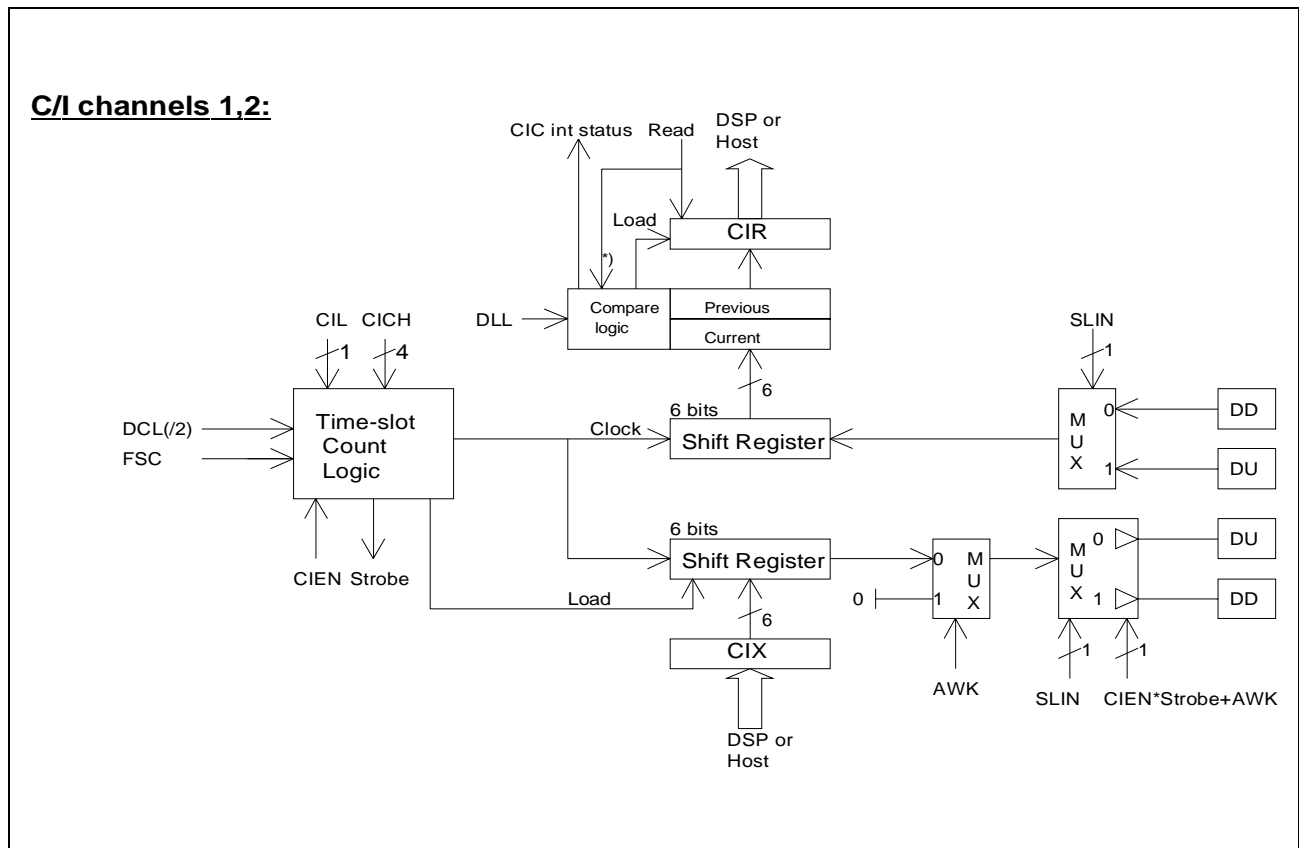 C/I channels 1,2:
CIC int status
Read
DSP or
Host
Load
CIR
*)
Compare
logic
Previous
Current
DLL
CIL
CICH
1
4
6
SLIN
1
6 bits
DCL(/2)
FSC
Time-slot
Count
Logic
Clock
Shift Register
M
U
X
0
1
DD
DU
6 bits
Shift Register
CIEN
Strobe
Load
6
0
0
1
M
U
X
M
U
X
0
1
DU
DD
CIX
AWK
1
1
SLIN
CIEN*Strobe+AWK
DSP or
Host